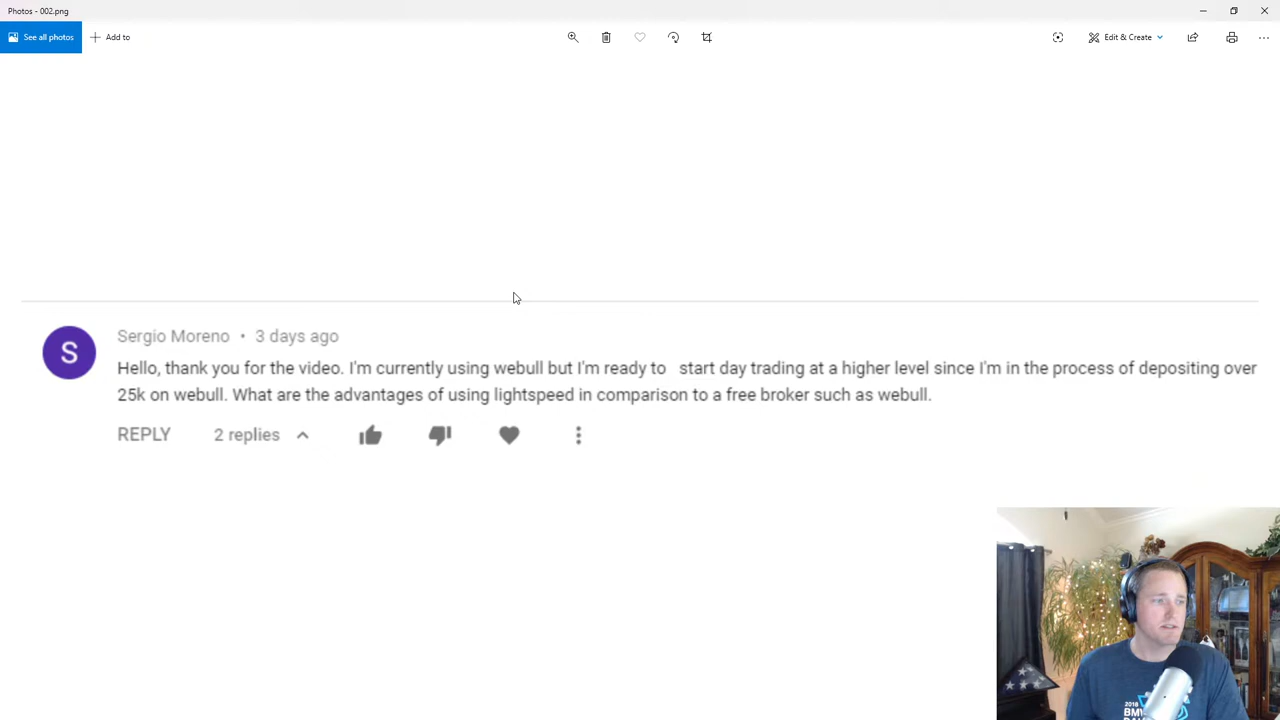 Photos - 002.png
See all photos
Add to
Edit & Create
S
Sergio Moreno • 3 days ago
Hello, thank you for the video. I'm currently using webull but I'm ready to start day trading at a higher level since I'm in the process of depositing over
25k on webull. What are the advantages of using lightspeed in comparison to a free broker such as webull.
REPLY 2 replies
2018